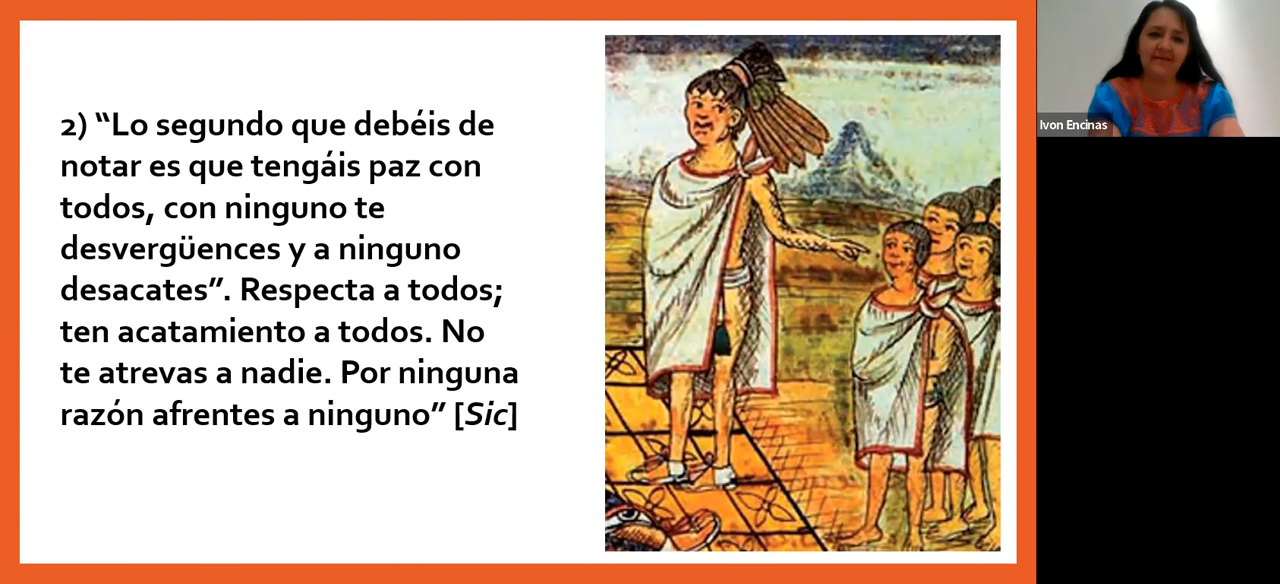 2) “Lo segundo que debéis de
notar es que tengáis paz con
todos, con ninguno te
desvergüences y a ninguno
desacates”. Respecta a todos;
ten acatamiento a todos. No
te atrevas a nadie. Por ninguna
razón afrentes a ninguno” [Sic]
Ivon Encinas